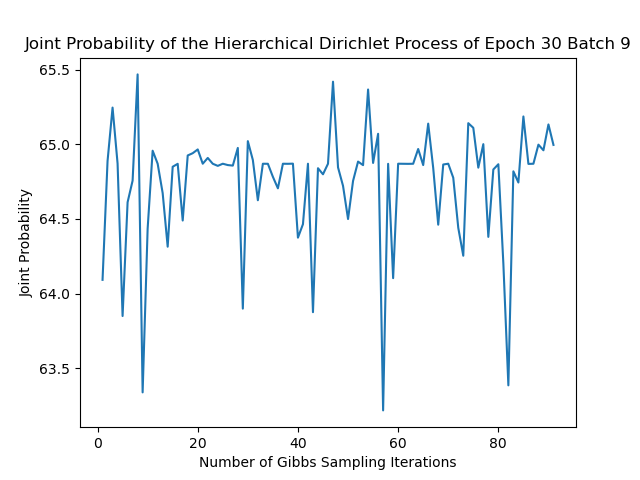 Joint Probability of the Hierarchical Dirichlet Process of Epoch 30 Batch 9
65.5
65.0
64.5
64.0
63.5
Joint Probability
0 20 40 60 80
Number of Gibbs Sampling Iterations